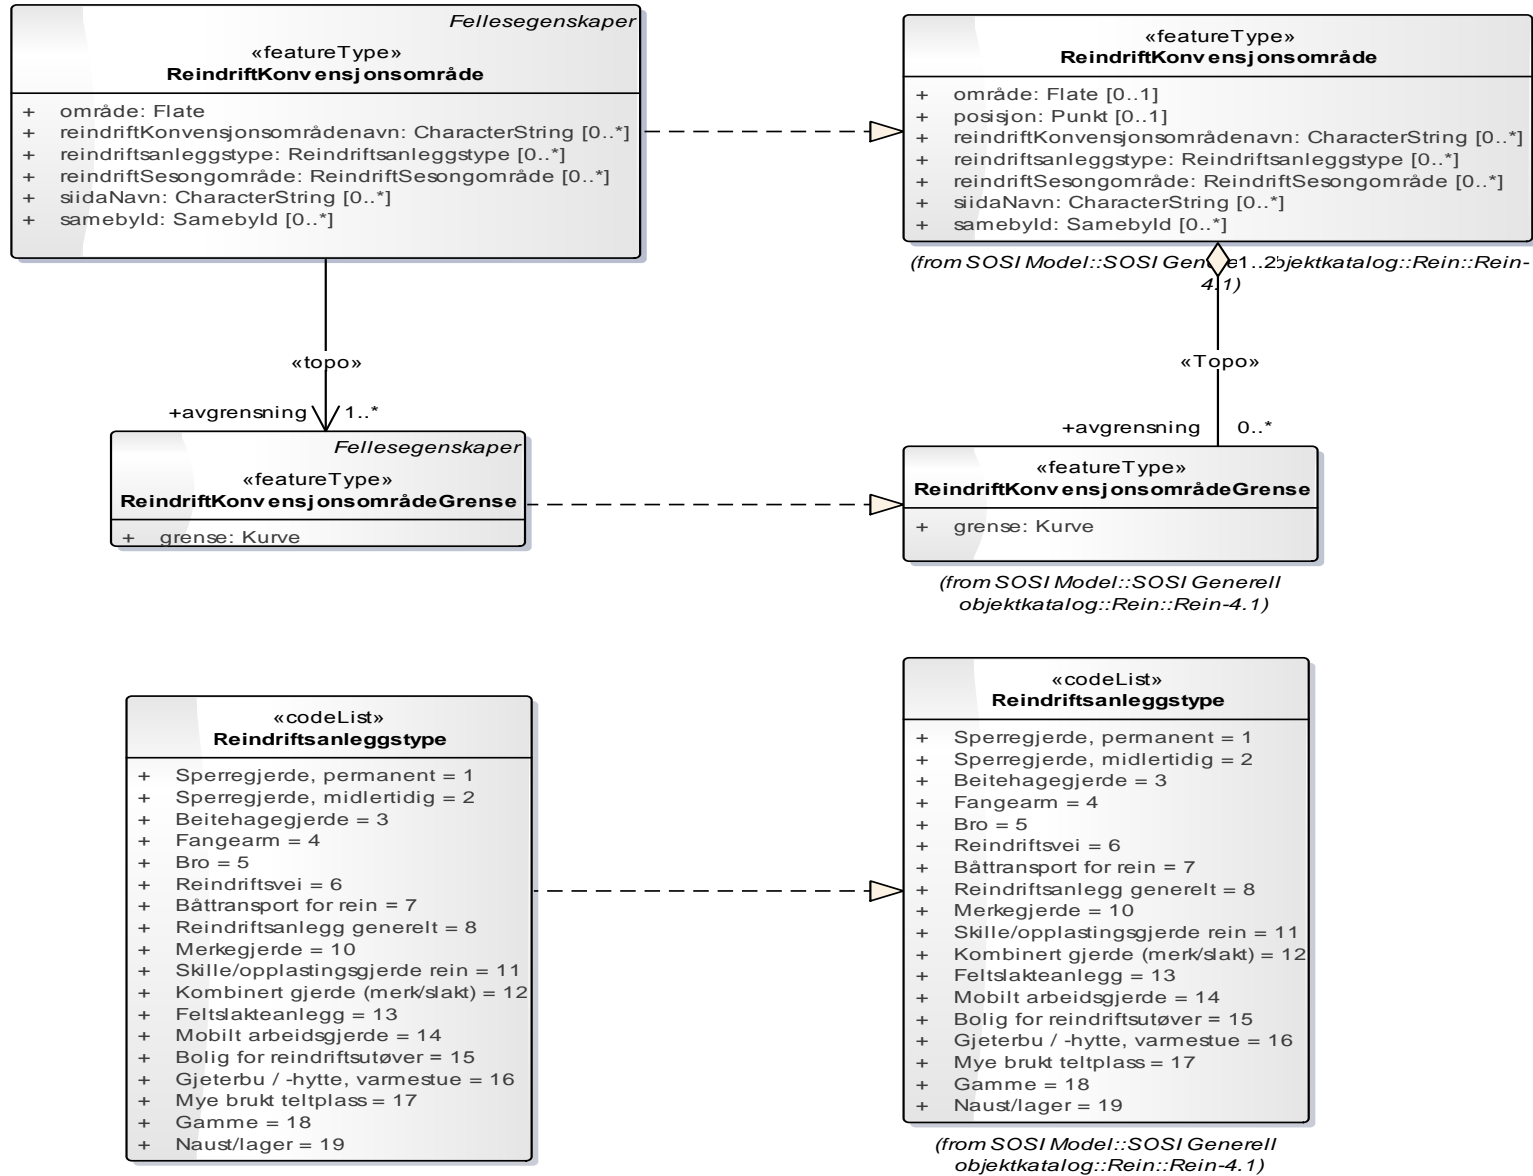 Fellesegenskaper
«featureType»
ReindriftKonvensjonsområde
+ område: Flate
+ reindriftKonvensjonsområdenavn: CharacterString [0..*]
+ reindriftsanleggstype: Reindriftsanleggstype [0..*]
+ reindriftSesongområde: ReindriftSesongområde [0..*]
+ siidaNavn: CharacterString [0..*]
+ samebyId: SamebyId [0..*]
«featureType»
ReindriftKonvensjonsområde
+ område: Flate [0..1]
+ posisjon: Punkt [0..1]
+ reindriftKonvensjonsområdenavn: CharacterString [0..*]
+ reindriftsanleggstype: Reindriftsanleggstype [0..*]
+ reindriftSesongområde: ReindriftSesongområde [0..*]
+ siidaNavn: CharacterString [0..*]
+ samebyId: SamebyId [0..*]
(from SOSI Model::SOSI 1..2 Rein::Rein-
4.1)
«topo»
+avgrensning 1..*
«Topo»
+avgrensning 0..*
Fellesegenskaper
«featureType»
ReindriftKonvensjonsområdeGrense
+ grense: Kurve
«featureType»
ReindriftKonvensjonsområdeGrense
+ grense: Kurve
(from SOSI Model::SOSI Generell
objektkatalog::Rein::Rein-4.1)
«codeList»
Reindriftsanleggstype
+ Sperregjerde, permanent = 1
+ Sperregjerde, midlertidig = 2
+ Beitehagegjerde = 3
+ Fangearm = 4
+ Bro = 5
+ Reindriftsvei = 6
+ Båttransport for rein = 7
+ Reindriftsanlegg generelt = 8
+ Merkegjerde = 10
+ Skille/opplastingsgjerde rein = 11
+ Kombinert gjerde (merk/slakt) = 12
+ Feltslakteanlegg = 13
+ Mobilt arbeidsgjerde = 14
+ Bolig for reindriftsutøver = 15
+ Gjeterbu / -hytte, varmestue = 16
+ Mye brukt teltplass = 17
+ Gamme = 18
+ Naust/lager = 19
«codeList»
Reindriftsanleggstype
+ Sperregjerde, permanent = 1
+ Sperregjerde, midlertidig = 2
+ Beitehagegjerde = 3
+ Fangearm = 4
+ Bro = 5
+ Reindriftsvei = 6
+ Båttransport for rein = 7
+ Reindriftsanlegg generelt = 8
+ Merkegjerde = 10
+ Skille/opplastingsgjerde rein = 11
+ Kombinert gjerde (merk/slakt) = 12
+ Feltslakteanlegg = 13
+ Mobilt arbeidsgjerde = 14
+ Bolig for reindriftsutøver = 15
+ Gjeterbu / -hytte, varmestue = 16
+ Mye brukt teltplass = 17
+ Gamme = 18
+ Naust/lager = 19
(from SOSI Model::SOSI Generell
objektkatalog::Rein::Rein-4.1)